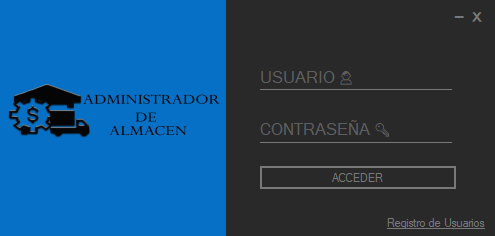 ADMINISTRADOR
DE
ALMACEN
USUARIO
CONTRASEÑA
ACCEDER
Registro de Usuarios